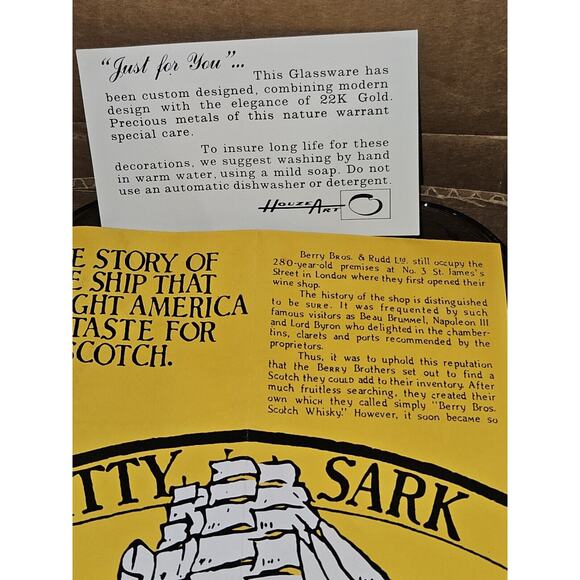 "Just for You"...
This Glassware has
been custom designed, combining modern
design with the elegance of 22K Gold.
Precious metals of this nature warrant
special care.
To insure long life for these
decorations, we suggest washing by hand
in warm water, using a mild soap. Do not
use an automatic dishwasher or detergent.
HOUZE ART
E STORY OF
E SHIP THAT
GHT AMERICA
TASTE FOR
SCOTCH.
Berry Bros. & Rudd Ltd. still occupy the
280-year-old premises at No. 3 St. James's
Street in London where they first opened their
wine shop.
The history of the shop is distinguished
to be sure. It was frequented by such
famous visitors as Beau Brummel, Napoleon III
and Lord Byron who delighted in the chamber-
tins, clarets and ports recommended by the
proprietors.
Thus, it was to uphold this reputation
that the Berry Brothers set out to find a
Scotch they could add to their inventory. After
much fruitless searching, they created their
own which they called simply "Berry Bros.
Scotch Whisky." However, it soon became so
TTY SARK